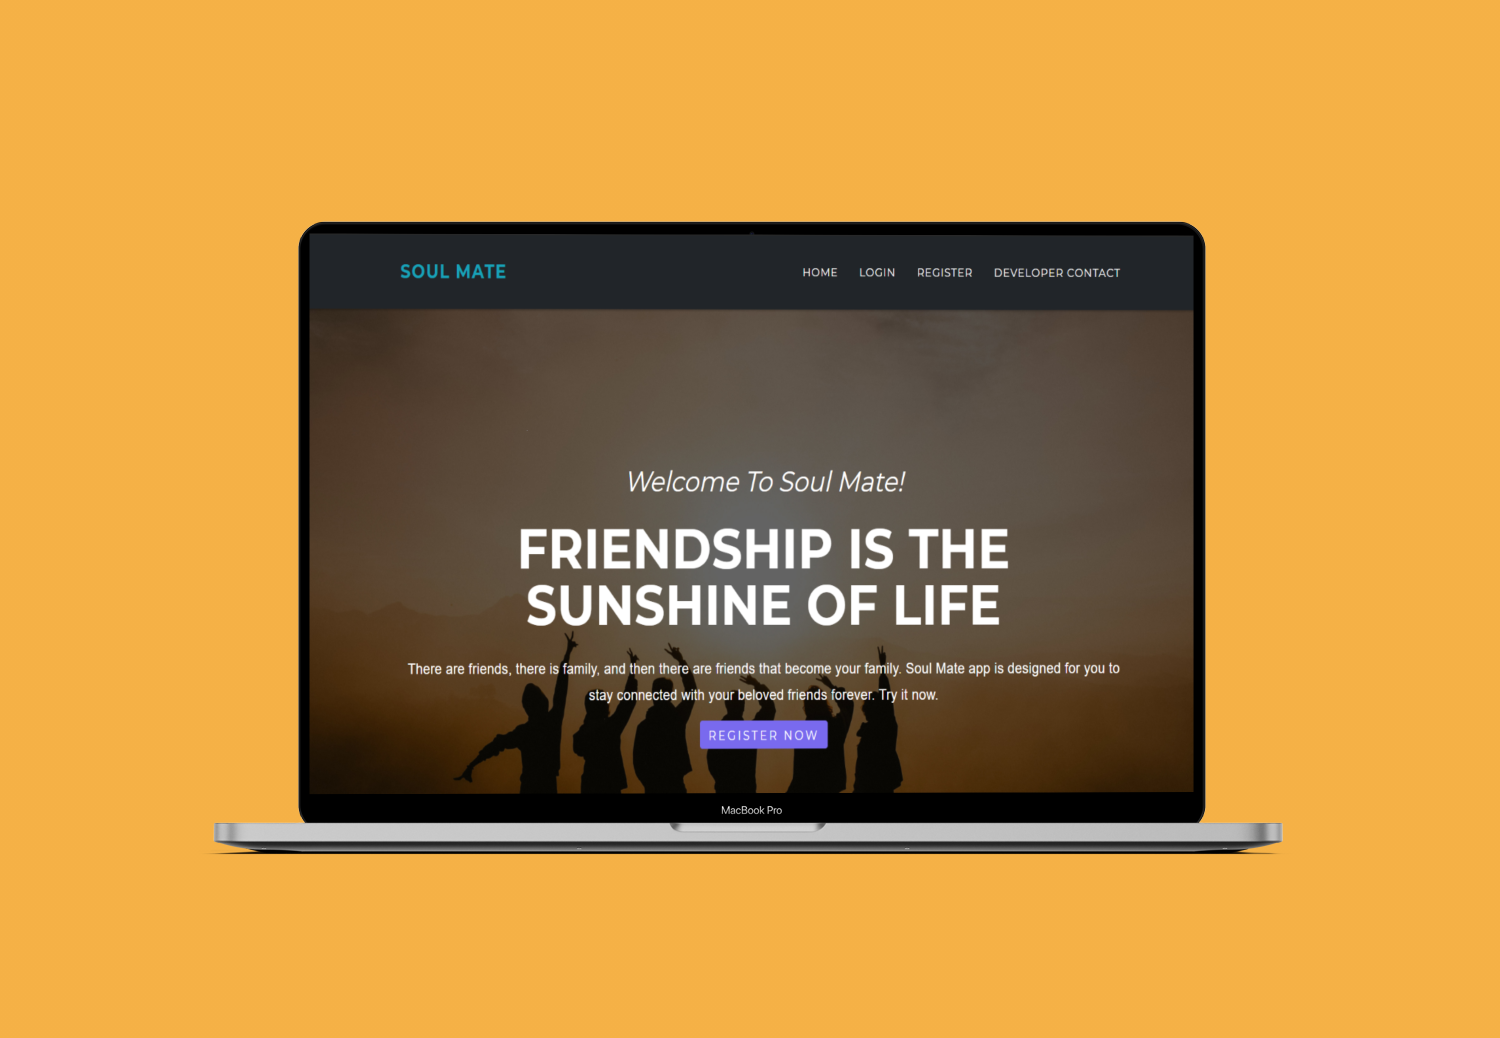 SOUL MATE
HOME LOGIN REGISTER DEVELOPER CONTACT
Welcome To Soul Mate!
FRIENDSHIP IS THE
SUNSHINE OF LIFE
There are friends, there is family, and then there are friends that become your family. Soul Mate app is designed for you to
stay connected with your beloved friends forever. Try it now.
REGISTER NOW
MacBook Pro